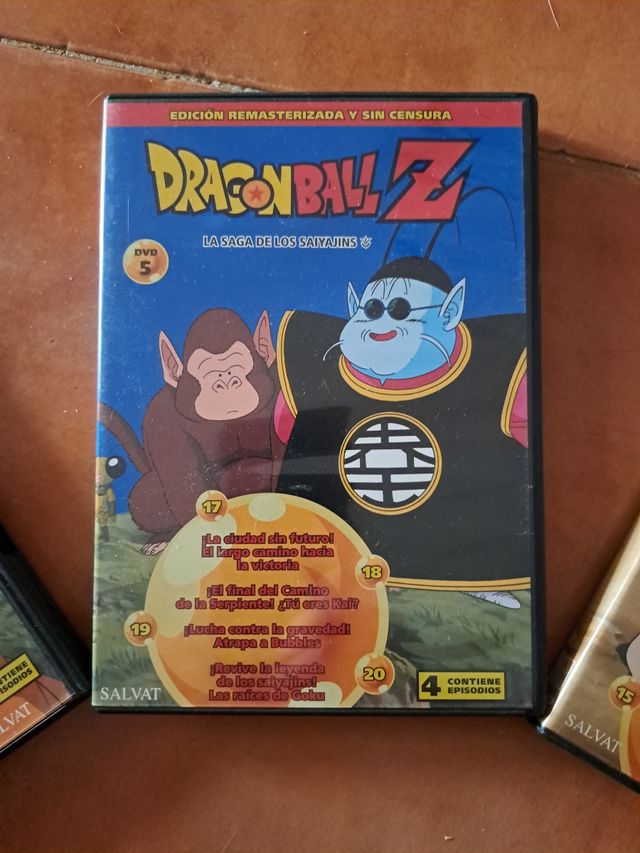 EDICIÓN REMASTERIZADA Y SIN CENSURA
DRAGON BALL Z
LA SAGA DE LOS SAIYAJINS
DVD
5
17
¡La ciudad sin futuro!
El largo camino hacia
la victoria
18
¡El final del Camino
de la Serpiente! ¿Tú eres Kai?
19
¡Lucha contra la gravedad!
Atrapa a Bubbles
20
¡Revive la leyenda
de los saiyajins!
Las raíces de Goku
4 CONTIENE
EPISODIOS
SALVAT
15
SALVAT